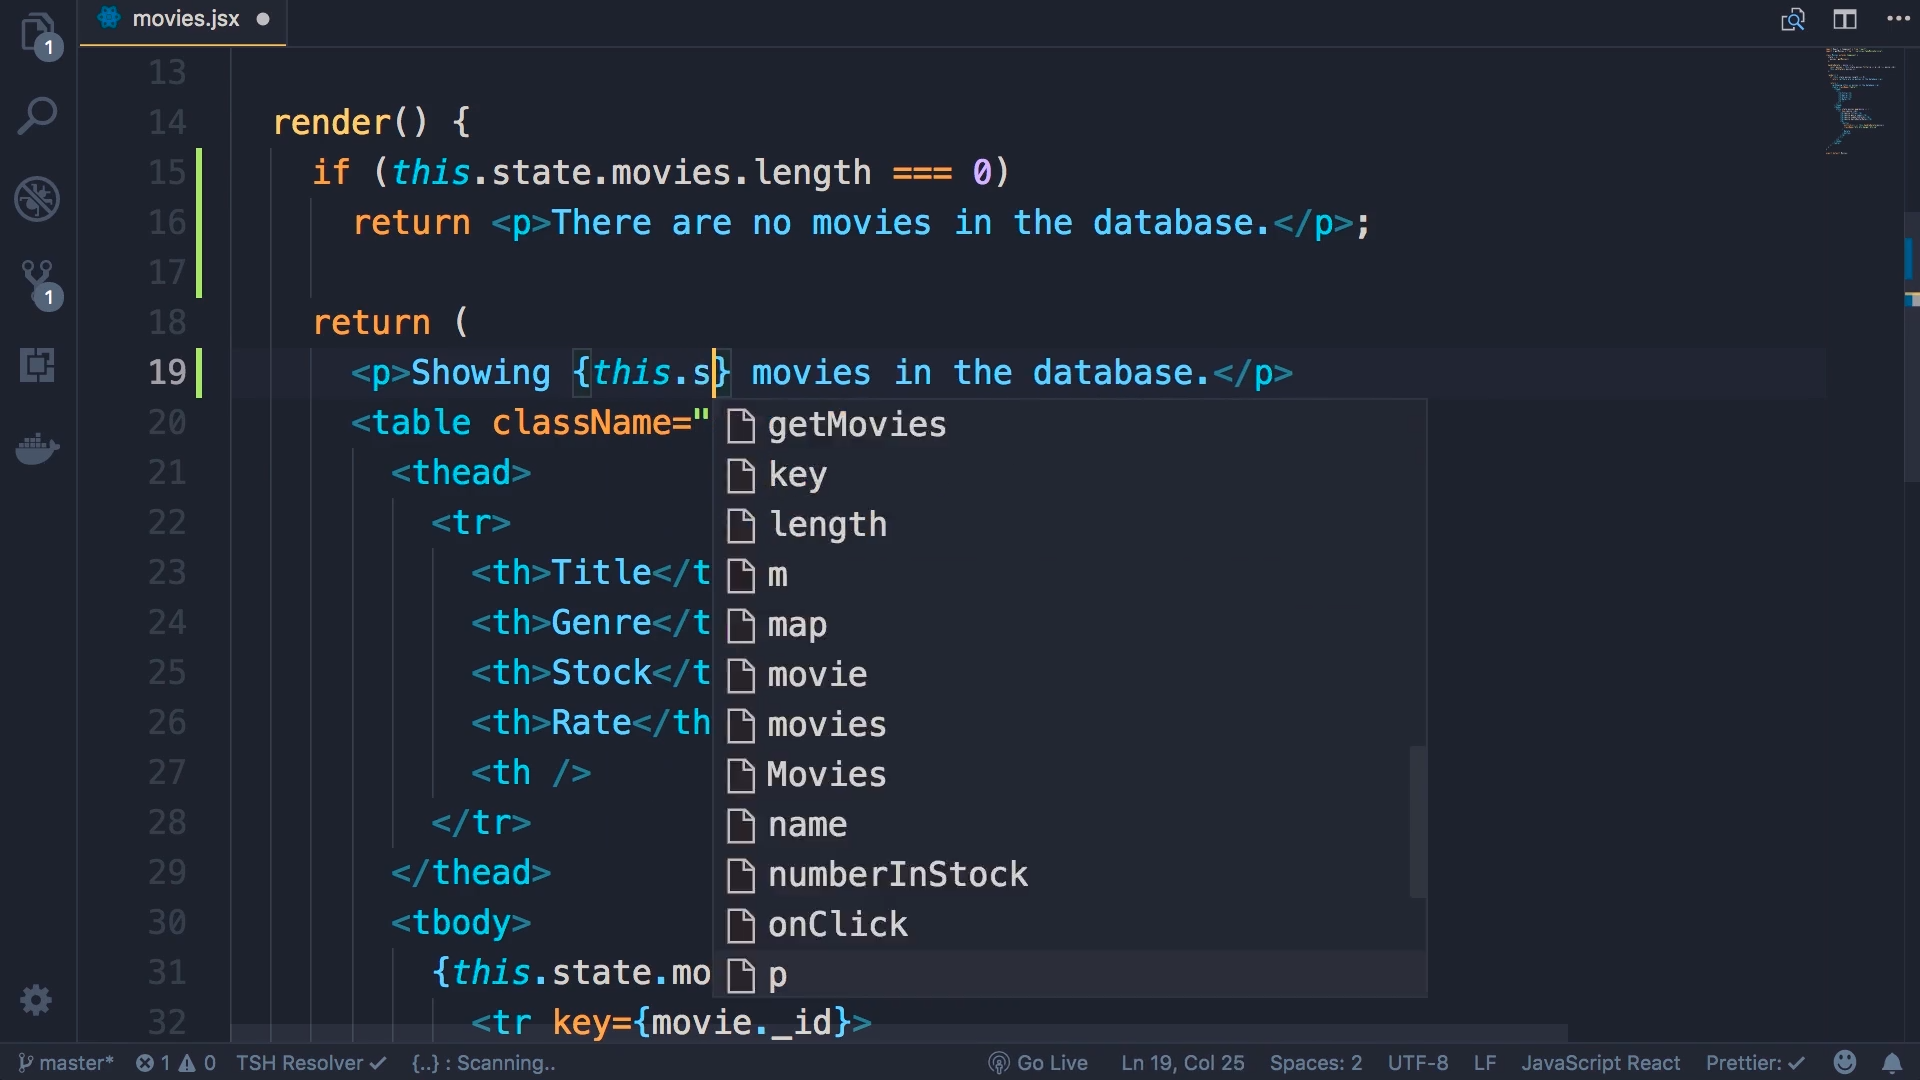 movies.jsx
1
1
13
14 render() {
15 if (this.state.movies.length === 0)
16 return <p>There are no movies in the database.</p>;
17
18 return (
19 <p>Showing {this.s} movies in the database.</p>
20 <table className="
21 <thead>
22 <tr>
23 <th>Title</t
24 <th>Genre</t
25 <th>Stock</t
26 <th>Rate</th
27 <th />
28 </tr>
29 </thead>
30 <tbody>
31 {this.state.mo
32 <tr key={movie._id}>
getMovies
key
length
m
map
movie
movies
Movies
name
numberInStock
onClick
p
master* 1 0 TSH Resolver {..} : Scanning.. Go Live Ln 19, Col 25 Spaces: 2 UTF-8 LF JavaScript React Prettier: